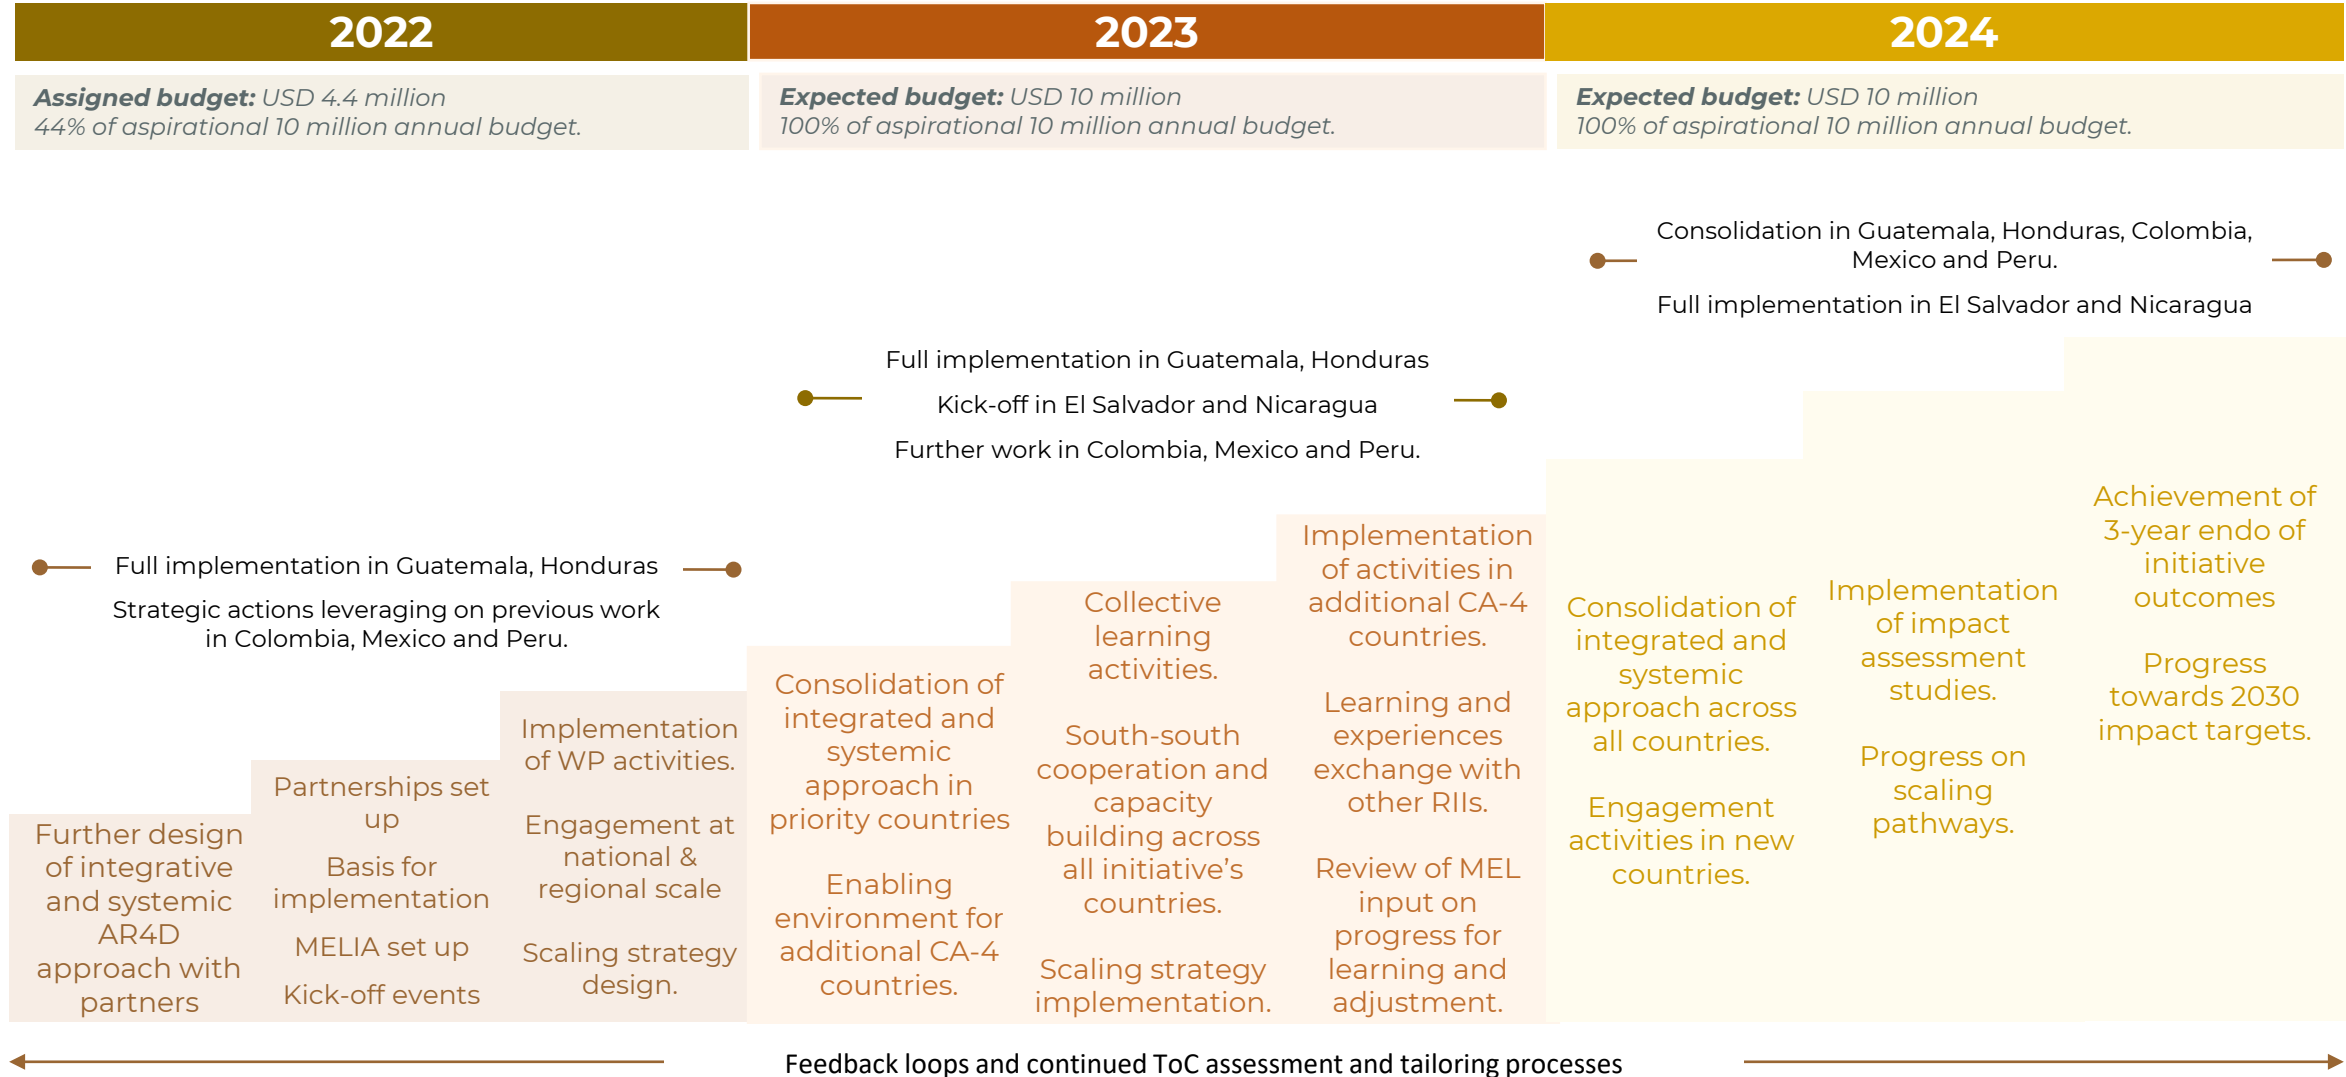 2022
2023
2024
Assigned budget: USD 4.4 million
44% of aspirational 10 million annual budget.
Expected budget: USD 10 million
100% of aspirational 10 million annual budget.
Expected budget: USD 10 million
100% of aspirational 10 million annual budget.
Full implementation in Guatemala, Honduras
Strategic actions leveraging on previous work
in Colombia, Mexico and Peru.
Full implementation in Guatemala, Honduras
Kick-off in El Salvador and Nicaragua
Further work in Colombia, Mexico and Peru.
Consolidation in Guatemala, Honduras, Colombia,
Mexico and Peru.
Full implementation in El Salvador and Nicaragua
Further design
of integrative
and systemic
AR4D
approach with
partners
Partnerships set
up
Basis for
implementation
MELIA set up
Kick-off events
Implementation
of WP activities.
Engagement at
national &
regional scale
Scaling strategy
design.
Consolidation of
integrated and
systemic
approach in
priority countries
Enabling
environment for
additional CA-4
countries.
Collective
learning
activities.
South-south
cooperation and
capacity
building across
all initiative’s
countries.
Scaling strategy
implementation.
Implementation
of activities in
additional CA-4
countries.
Learning and
experiences
exchange with
other RIIs.
Review of MEL
input on
progress for
learning and
adjustment.
Consolidation of
integrated and
systemic
approach across
all countries.
Engagement
activities in new
countries.
Implementation
of impact
assessment
studies.
Progress on
scaling
pathways.
Achievement of
3-year endo of
initiative
outcomes
Progress
towards 2030
impact targets.
Feedback loops and continued ToC assessment and tailoring processes